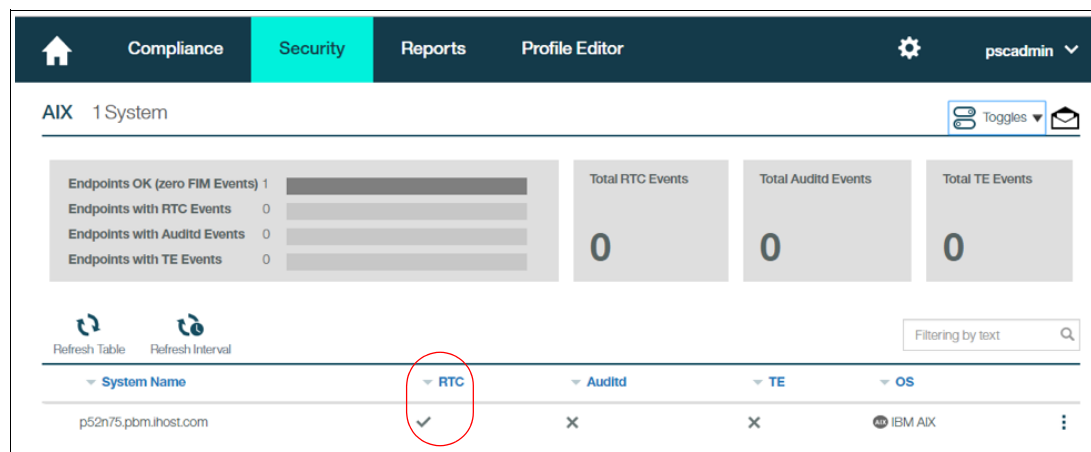 Compliance Security Reports Profile Editor pscadmin
AIX 1 System Toggles
Endpoints OK (zero FIM Events) 1
Endpoints with RTC Events 0
Endpoints with Auditd Events 0
Endpoints with TE Events 0
Total RTC Events
0
Total Auditd Events
0
Total TE Events
0
Refresh Table Refresh Interval Filtering by text
System Name RTC Auditd TE OS
p52n75.pbm.ihost.com AIX IBM AIX